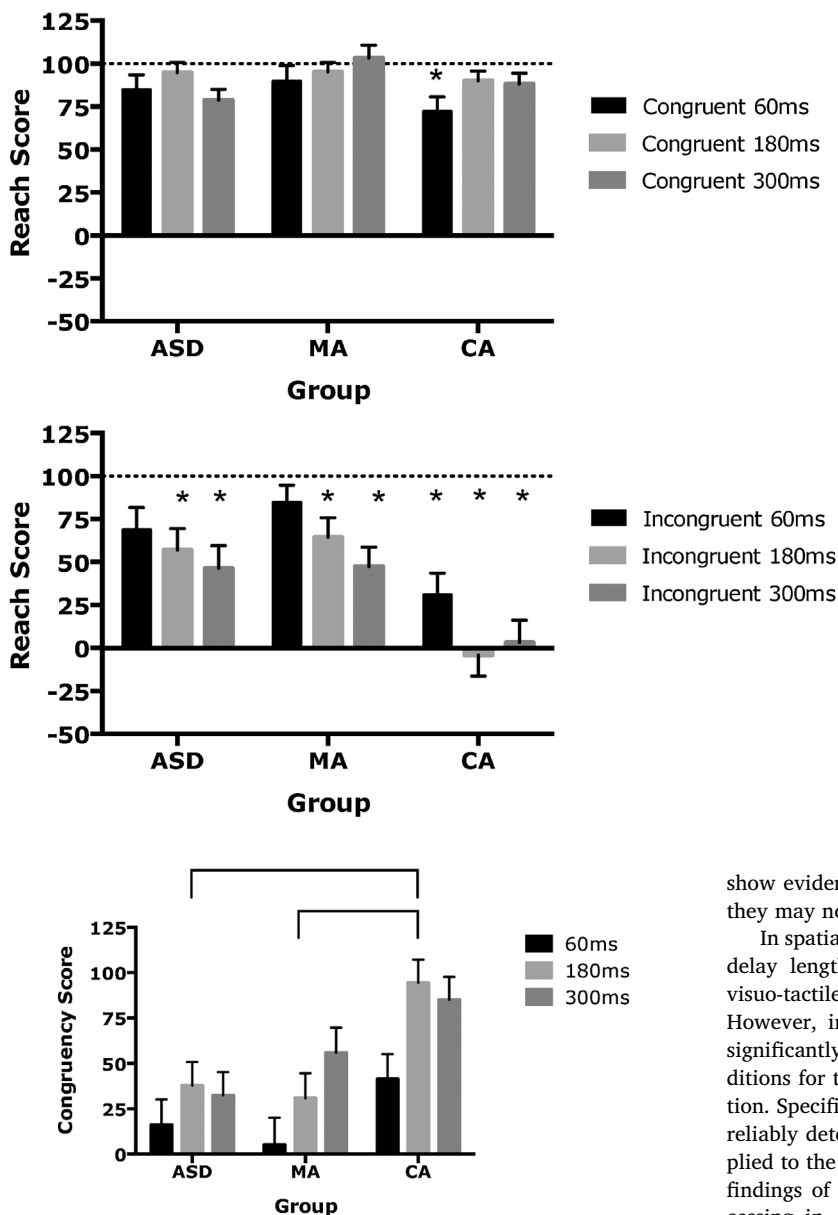 125
100
75
50
25
0
-25
-50
Reach Score
*
ASD MA CA
Group
Congruent 60ms
Congruent 180ms
Congruent 300ms
125
100
75
50
25
0
-25
-50
Reach Score
* * * * * * *
ASD MA CA
Group
Incongruent 60ms
Incongruent 180ms
Incongruent 300ms
125
100
75
50
25
0
Congruency Score
ASD MA CA
Group
60ms
180ms
300ms
show eviden
they may no
In spatia
delay lengt
visuo-tactile
However, in
significantly
ditions for t
tion. Specifi
reliably dete
plied to the
findings of